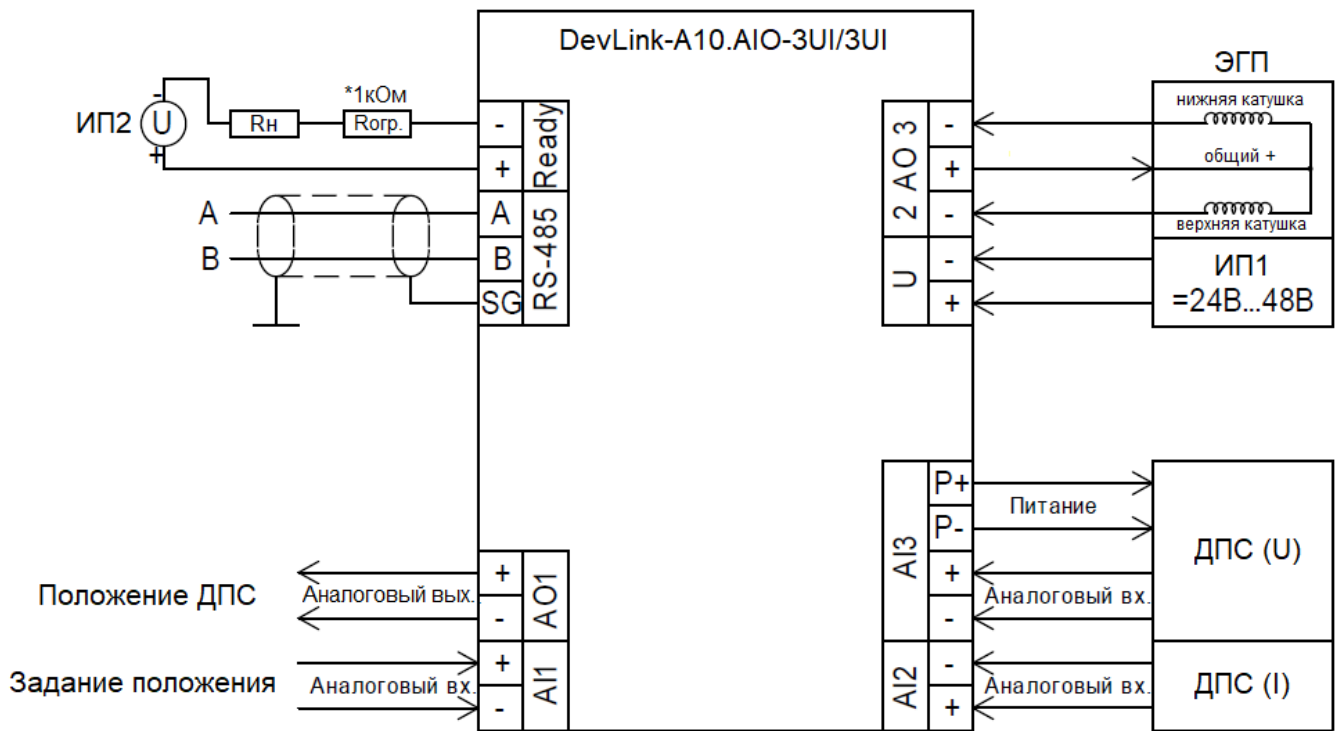 DevLink-A10.AIO-3UI/3UI
ИП2
U
-
+
Rн
*1кОм
Rогр.
-
+
Ready
A
B
A
B
SG
RS-485
ЭГП
нижняя катушка
общий +
верхняя катушка
ИП1
=24В...48В
2 AO 3
-
+
-
U
-
+
Положение ДПС
Аналоговый вых.
+
-
AO1
Задание положения
Аналоговый вх.
+
-
AI1
AI3
P+
P-
+
-
Питание
Аналоговый вх.
ДПС (U)
AI2
-
+
Аналоговый вх.
ДПС (I)